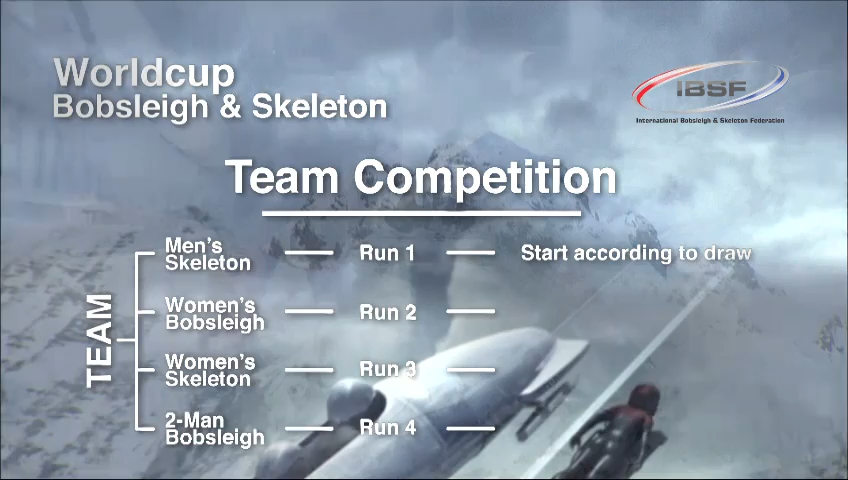 Worldcup
Bobsleigh & Skeleton
IBSF
International Bobsleigh & Skeleton Federation
Team Competition
TEAM
Men's
Skeleton
Run 1
Start according to draw
Women's
Bobsleigh
Run 2
Women's
Skeleton
Run 3
2-Man
Bobsleigh
Run 4